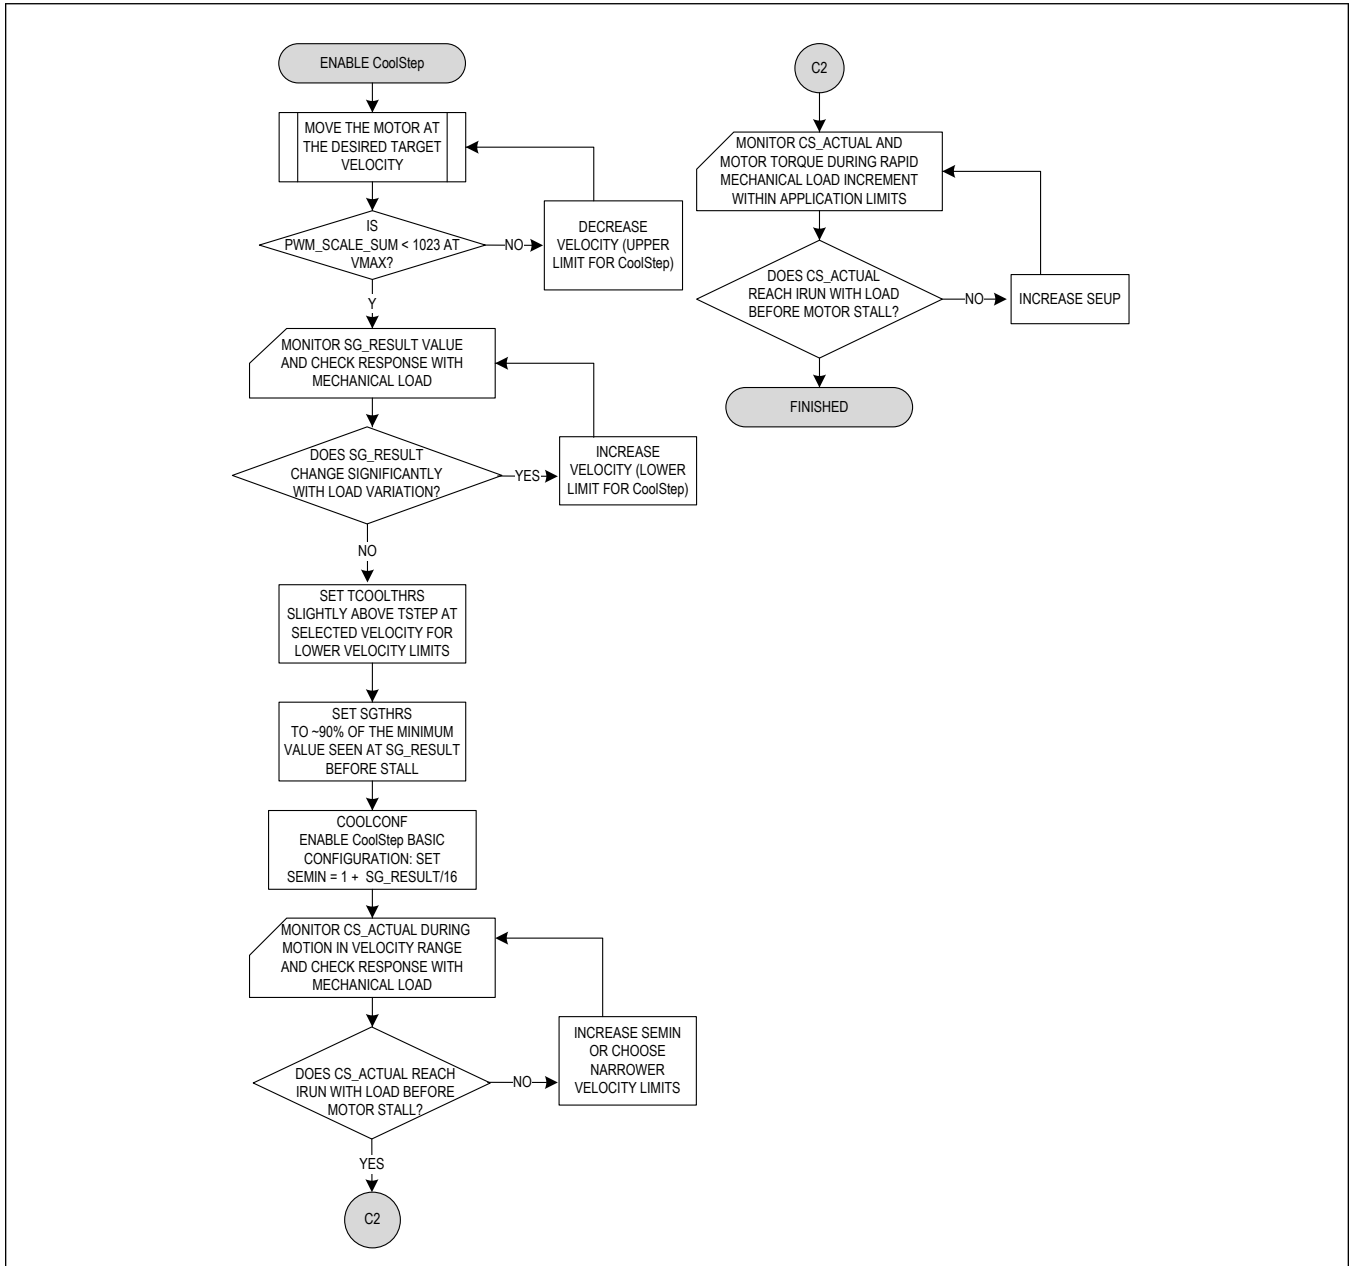 ENABLE CoolStep
MOVE THE MOTOR AT
THE DESIRED TARGET
VELOCITY
IS
PWM_SCALE_SUM < 1023 AT
VMAX?
NO
DECREASE
VELOCITY (UPPER
LIMIT FOR CoolStep)
Y
MONITOR SG_RESULT VALUE
AND CHECK RESPONSE WITH
MECHANICAL LOAD
DOES SG_RESULT
CHANGE SIGNIFICANTLY
WITH LOAD VARIATION?
YES
INCREASE
VELOCITY (LOWER
LIMIT FOR CoolStep)
NO
SET TCOOLTHRS
SLIGHTLY ABOVE TSTEP AT
SELECTED VELOCITY FOR
LOWER VELOCITY LIMITS
SET SGTHRS
TO ~90% OF THE MINIMUM
VALUE SEEN AT SG_RESULT
BEFORE STALL
COOLCONF
ENABLE CoolStep BASIC
CONFIGURATION: SET
SEMIN = 1 + SG_RESULT/16
MONITOR CS_ACTUAL DURING
MOTION IN VELOCITY RANGE
AND CHECK RESPONSE WITH
MECHANICAL LOAD
DOES CS_ACTUAL REACH
IRUN WITH LOAD BEFORE
MOTOR STALL?
NO
INCREASE SEMIN
OR CHOOSE
NARROWER
VELOCITY LIMITS
YES
C2
C2
MONITOR CS_ACTUAL AND
MOTOR TORQUE DURING RAPID
MECHANICAL LOAD INCREMENT
WITHIN APPLICATION LIMITS
DOES CS_ACTUAL
REACH IRUN WITH LOAD
BEFORE MOTOR STALL?
NO
INCREASE SEUP
FINISHED